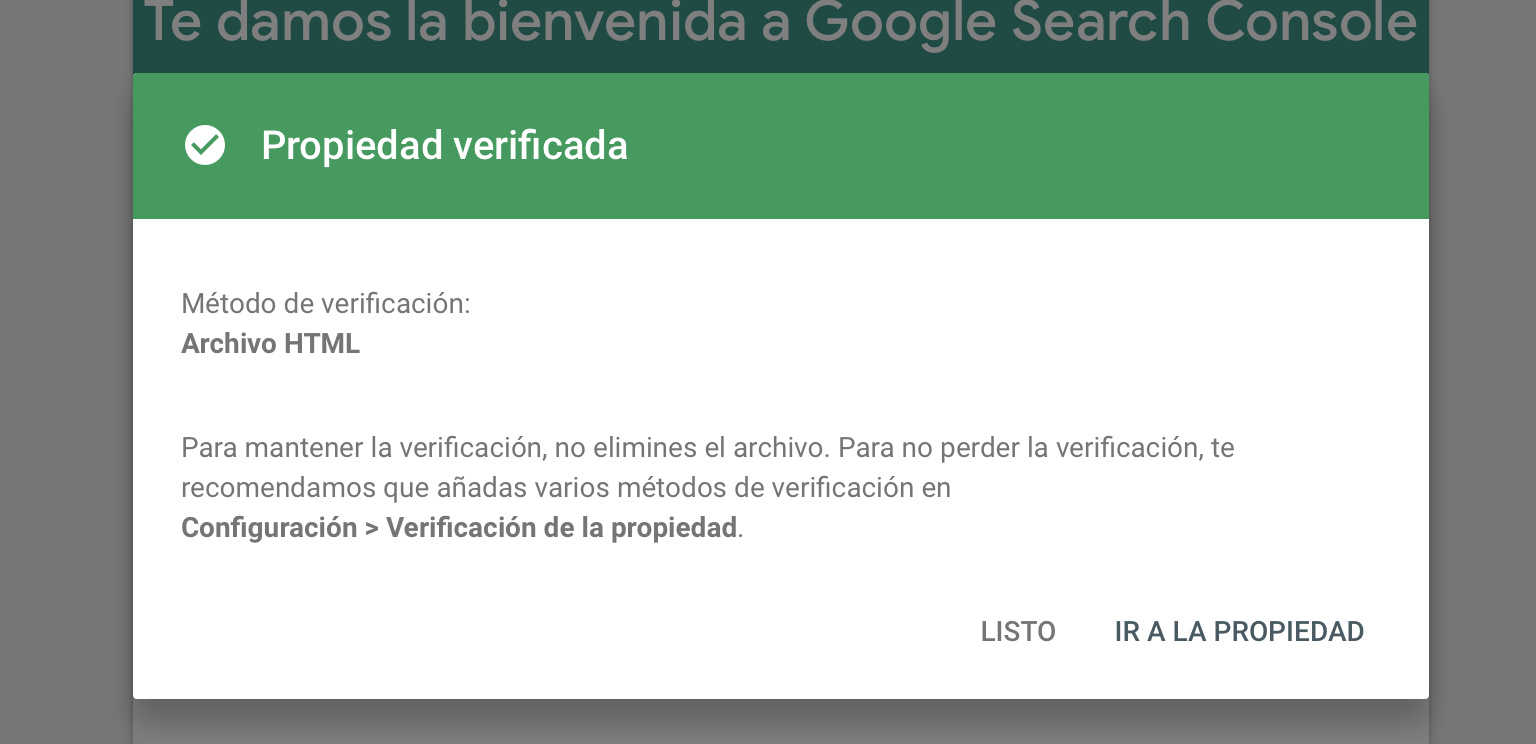 Te damos la bienvenida a Google Search Console
Propiedad verificada
Método de verificación:
Archivo HTML
Para mantener la verificación, no elimines el archivo. Para no perder la verificación, te
recomendamos que añadas varios métodos de verificación en
Configuración > Verificación de la propiedad.
LISTO IR A LA PROPIEDAD